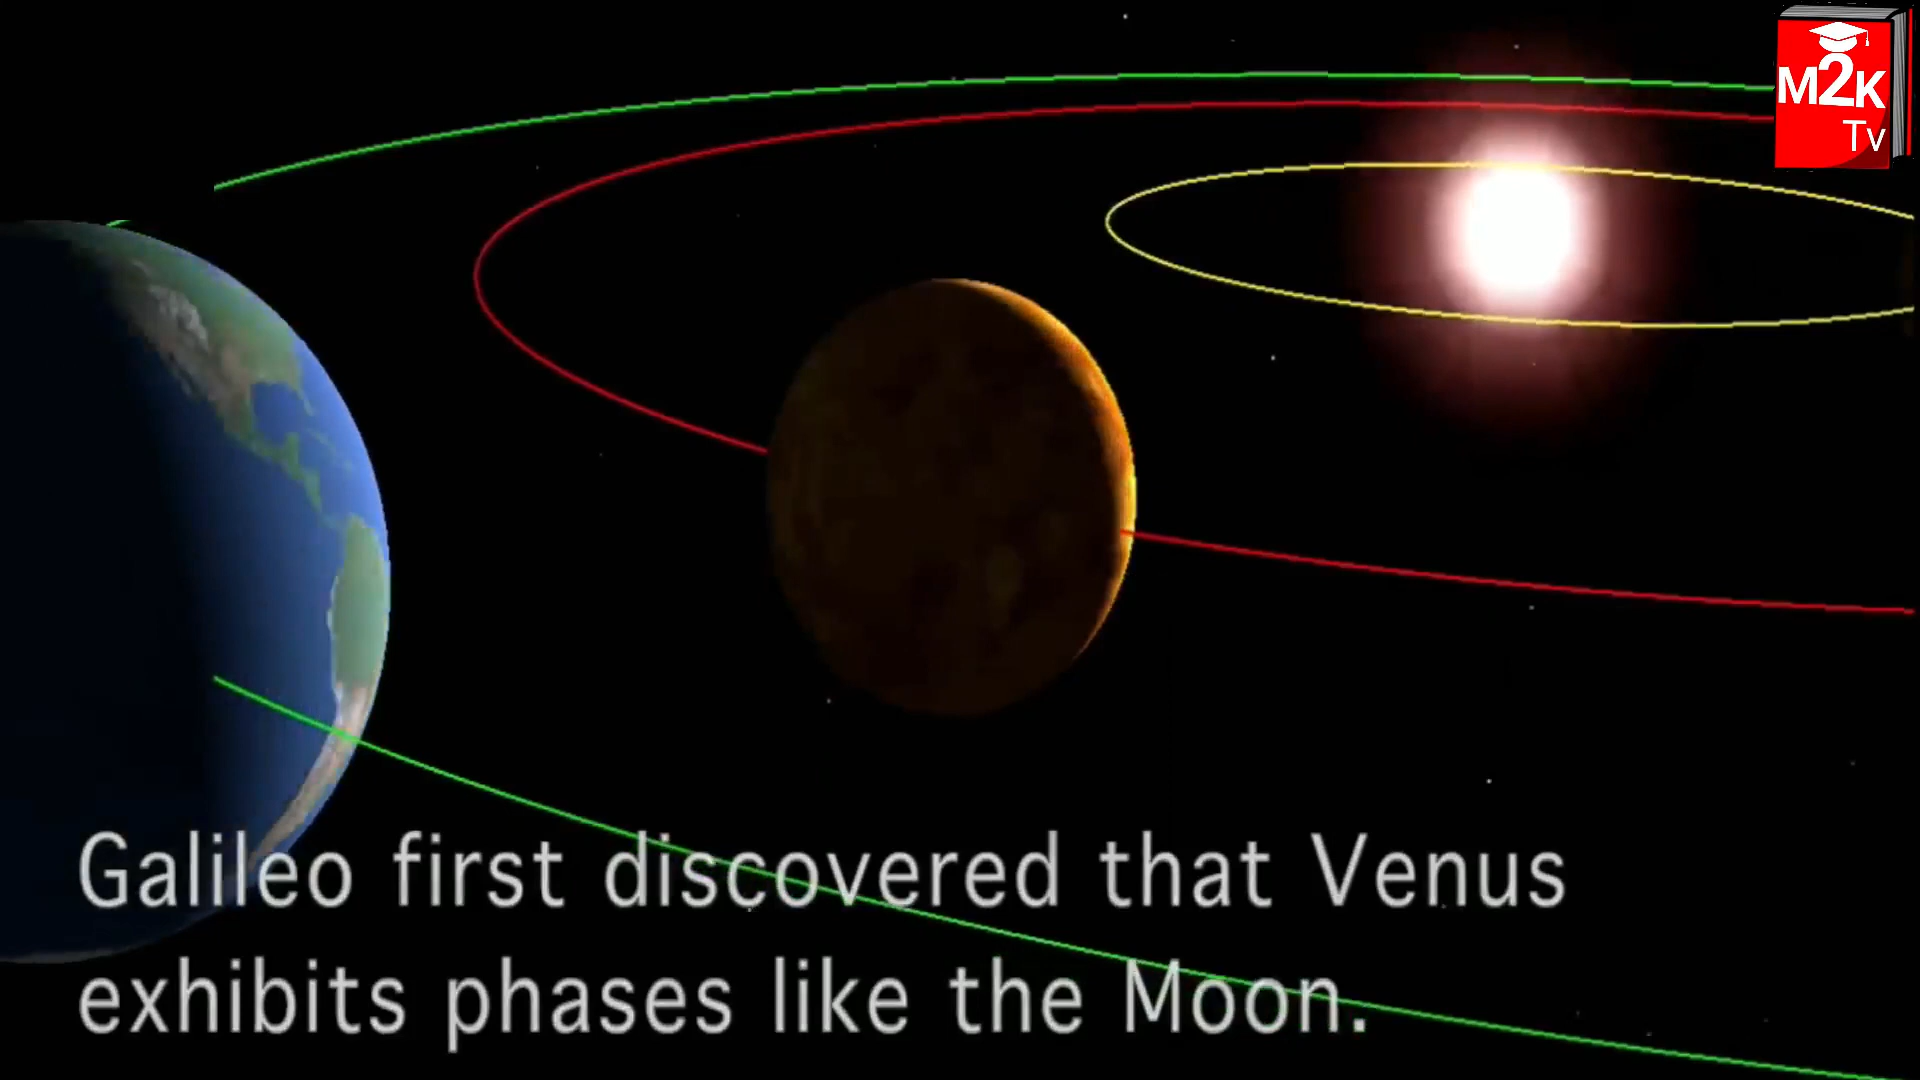 M2K
Tv
Galileo first discovered that Venus
exhibits phases like the Moon.